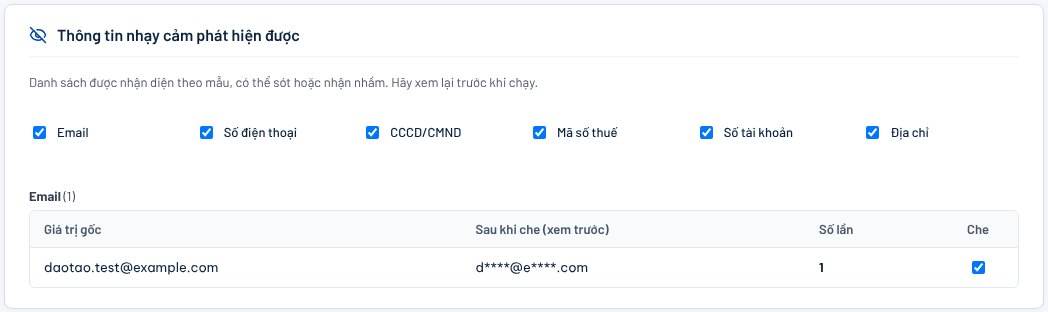 Thông tin nhạy cảm phát hiện được
Danh sách được nhận diện theo mẫu, có thể sót hoặc nhận nhầm. Hãy xem lại trước khi chạy.
Email Số điện thoại CCCD/CMND Mã số thuế Số tài khoản Địa chỉ
Email (1)
Giá trị gốc Sau khi che (xem trước) Số lần Che
daotao.test@example.com d****@e****.com 1